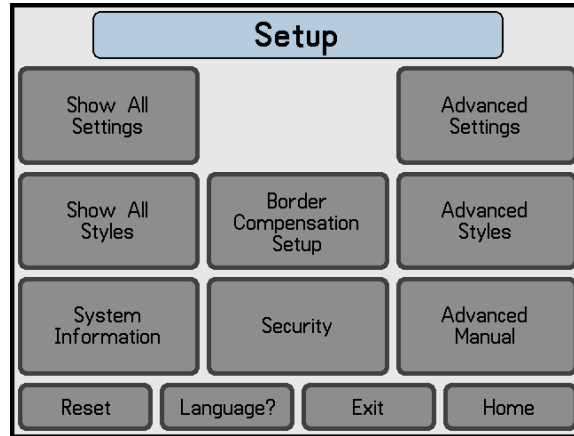 Setup
Show All
Settings
Advanced
Settings
Show All
Styles
Border
Compensation
Setup
Advanced
Styles
System
Information
Security
Advanced
Manual
Reset
Language?
Exit
Home